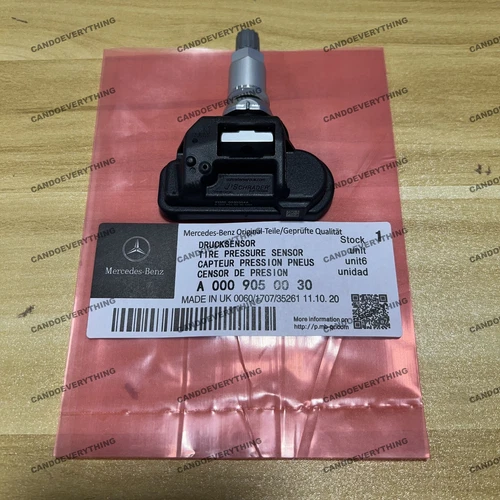 CANDOEVERYTHING
SCHRADER
Mercedes-Benz Original-Teile/Geprüfte Qualität
Mercedes-Benz
DRUCKSENSOR
TIRE PRESSURE SENSOR
CAPTEUR PRESSION PNEUS
CENSOR DE PRESION
Stock 1
unit
unit6
unidad
A 000 905 00 30
MADE IN UK 0060/1707/35261 11.10.20
More information on: